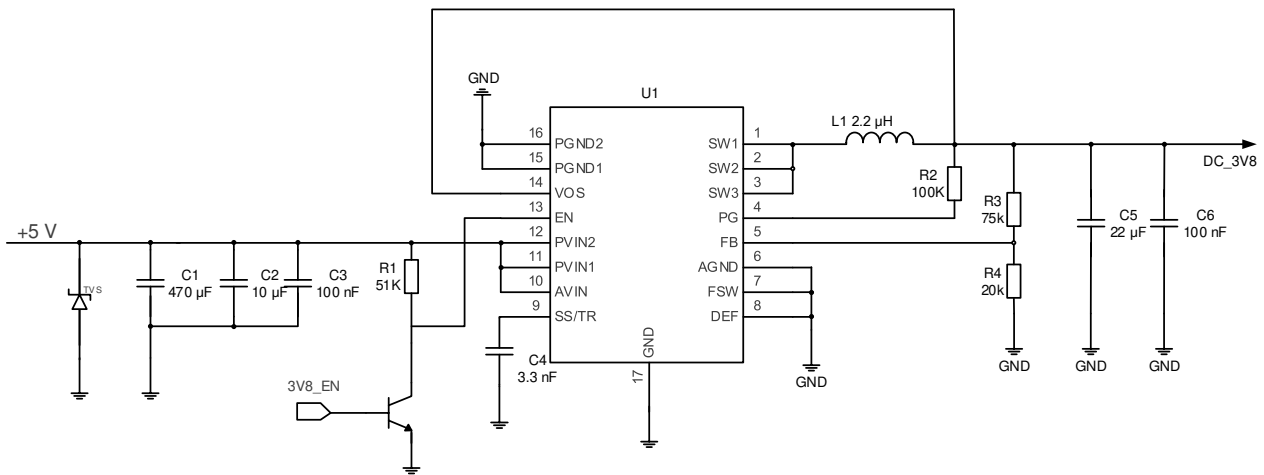 GND
U1
16 PGND2
15 PGND1
14 VOS
13 EN
12 PVIN2
11 PVIN1
10 AVIN
9 SS/TR
SW1 1
SW2 2
SW3 3
PG 4
FB 5
AGND 6
FSW 7
DEF 8
GND
17
L1 2.2 µH
R2
100K
R3
75k
R4
20k
DC_3V8
C5
22 µF
C6
100 nF
GND
GND
GND
GND
+5 V
TVS
C1
470 µF
C2
10 µF
C3
100 nF
R1
51K
C4
3.3 nF
3V8_EN